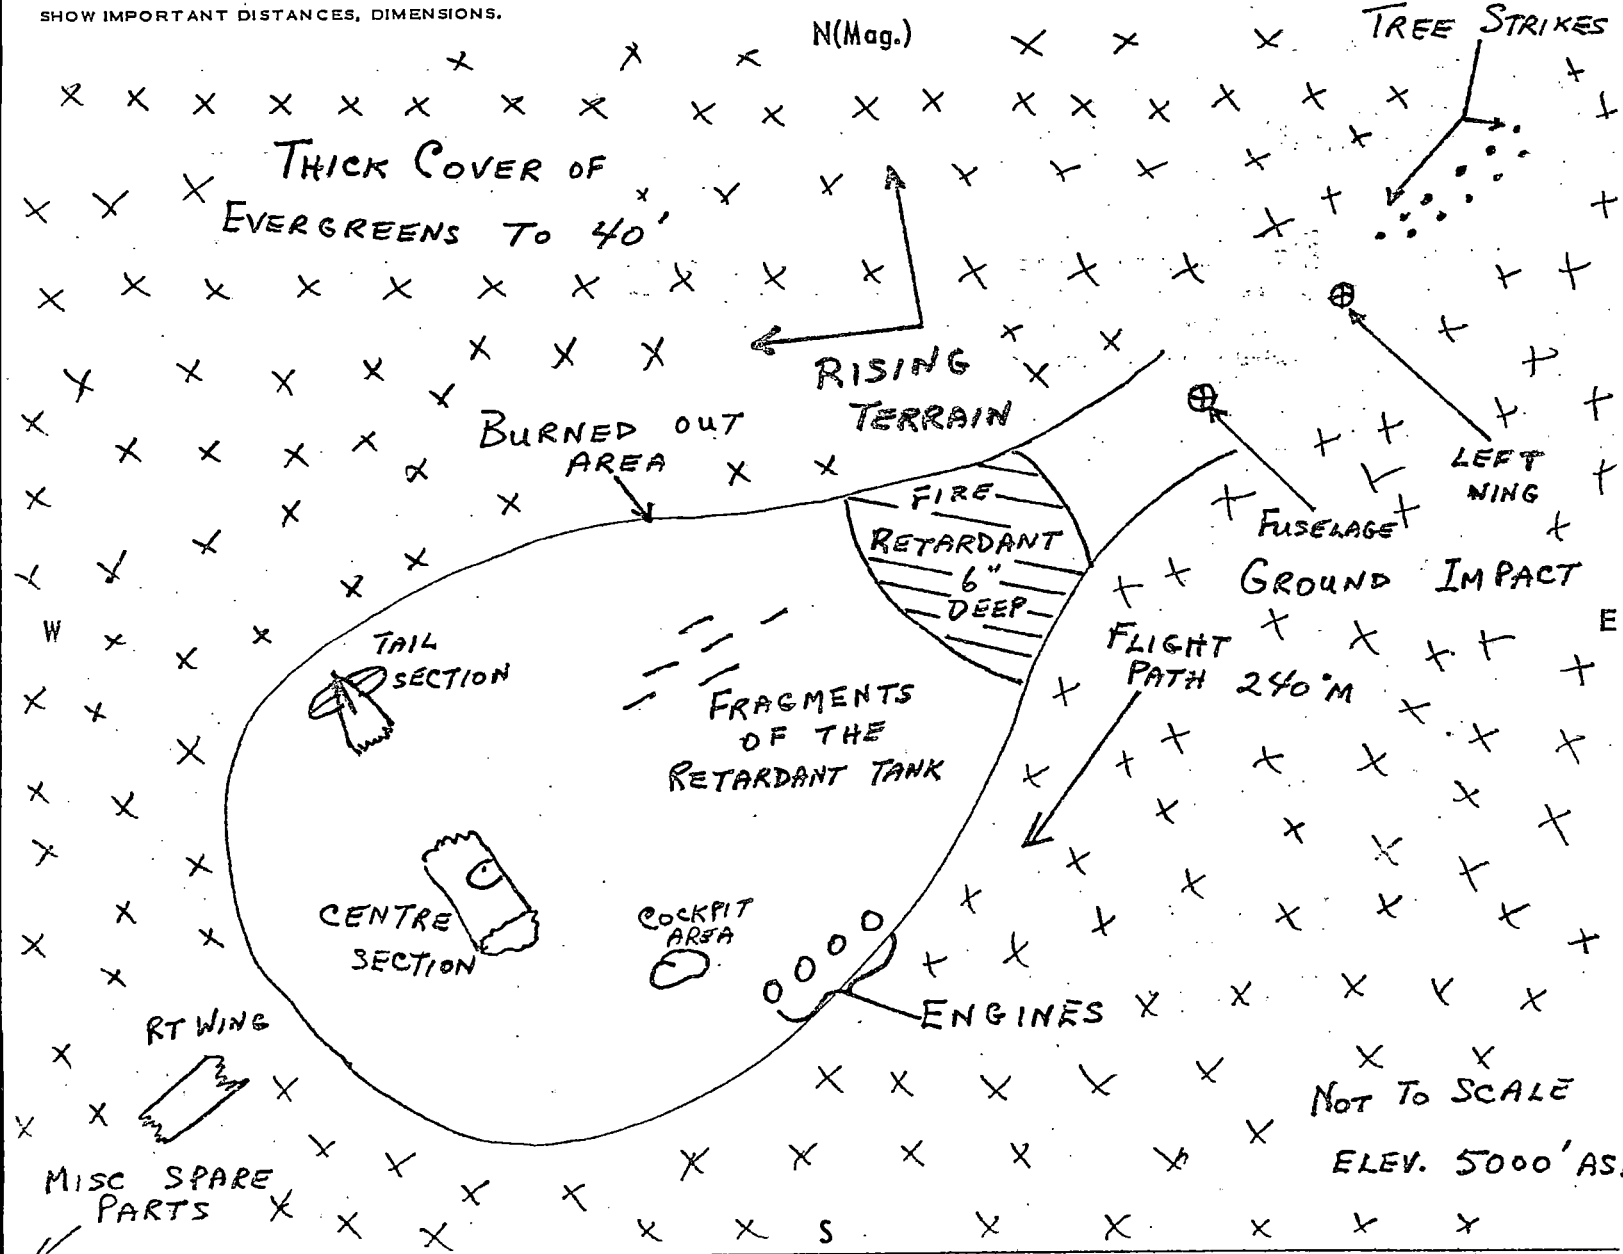 SHOW IMPORTANT DISTANCES, DIMENSIONS.
N(Mag.)
TREE STRIKES
THICK COVER OF
EVERGREENS TO 40'
RISING
TERRAIN
BURNED OUT
AREA
LEFT
WING
FUSELAGE
GROUND IMPACT
FIRE
RETARDANT
6"
DEEP
W
E
TAIL
SECTION
FLIGHT
PATH 240°M
FRAGMENTS
OF THE
RETARDANT TANK
CENTRE
SECTION
COCKPIT
AREA
ENGINES
RT WING
NOT TO SCALE
ELEV. 5000' AS
MISC SPARE
PARTS
S